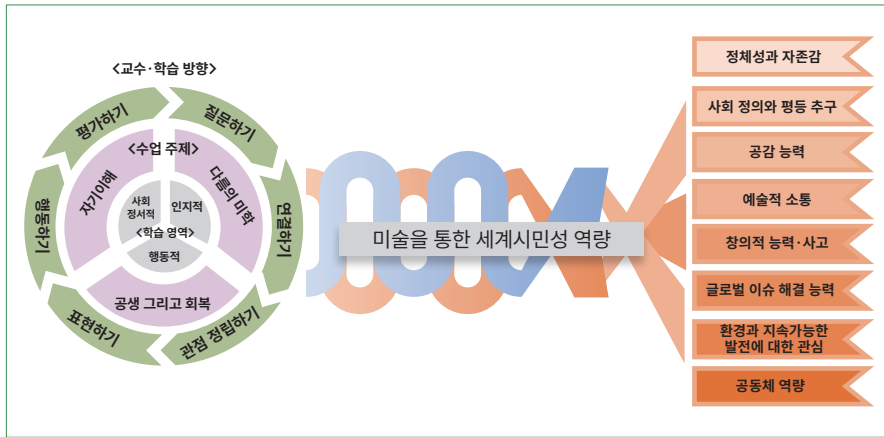 <교수·학습 방향>
평가하기
질문하기
연결하기
관점 정립하기
표현하기
행동하기
<수업 주제>
자기이해
다름의 미학
공생 그리고 회복
사회
정서적
인지적
<학습 영역>
행동적
미술을 통한 세계시민성 역량
정체성과 자존감
사회 정의와 평등 추구
공감 능력
예술적 소통
창의적 능력·사고
글로벌 이슈 해결 능력
환경과 지속가능한
발전에 대한 관심
공동체 역량